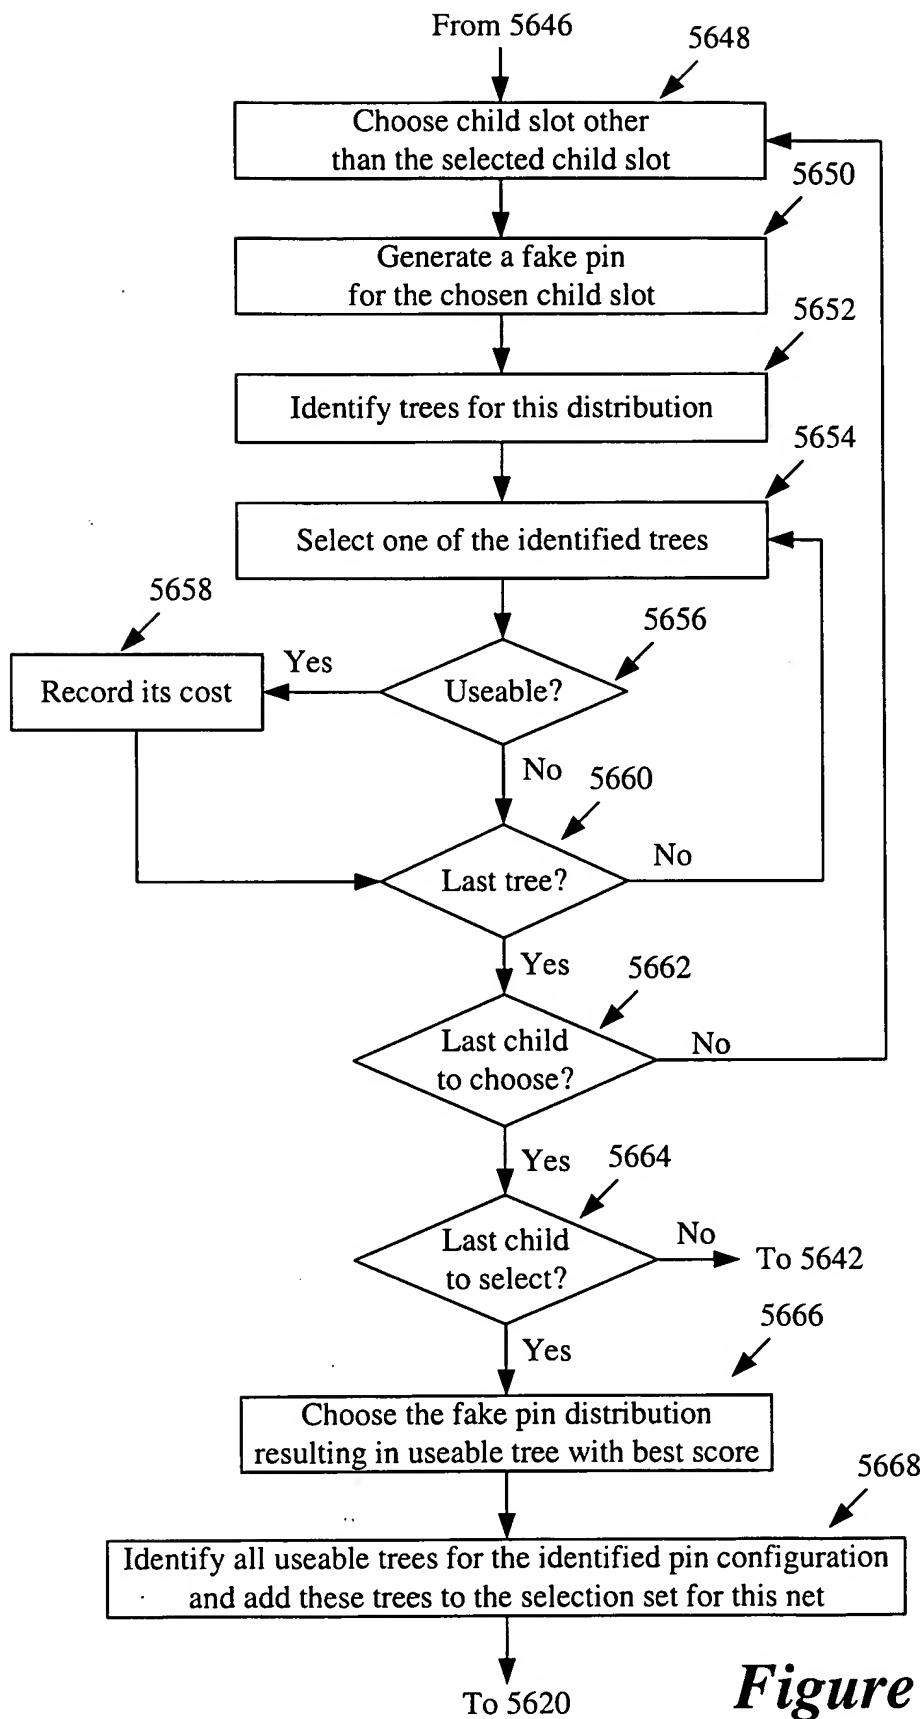 From 5646
5648
Choose child slot other
than the selected child slot
5650
Generate a fake pin
for the chosen child slot
5652
Identify trees for this distribution
5654
Select one of the identified trees
5658
5656
Record its cost
Yes
Useable?
No
5660
Last tree?
No
Yes
5662
Last child
to choose?
No
Yes
5664
Last child
to select?
No
To 5642
Yes
5666
Choose the fake pin distribution
resulting in useable tree with best score
5668
Identify all useable trees for the identified pin configuration
and add these trees to the selection set for this net
To 5620
Figure